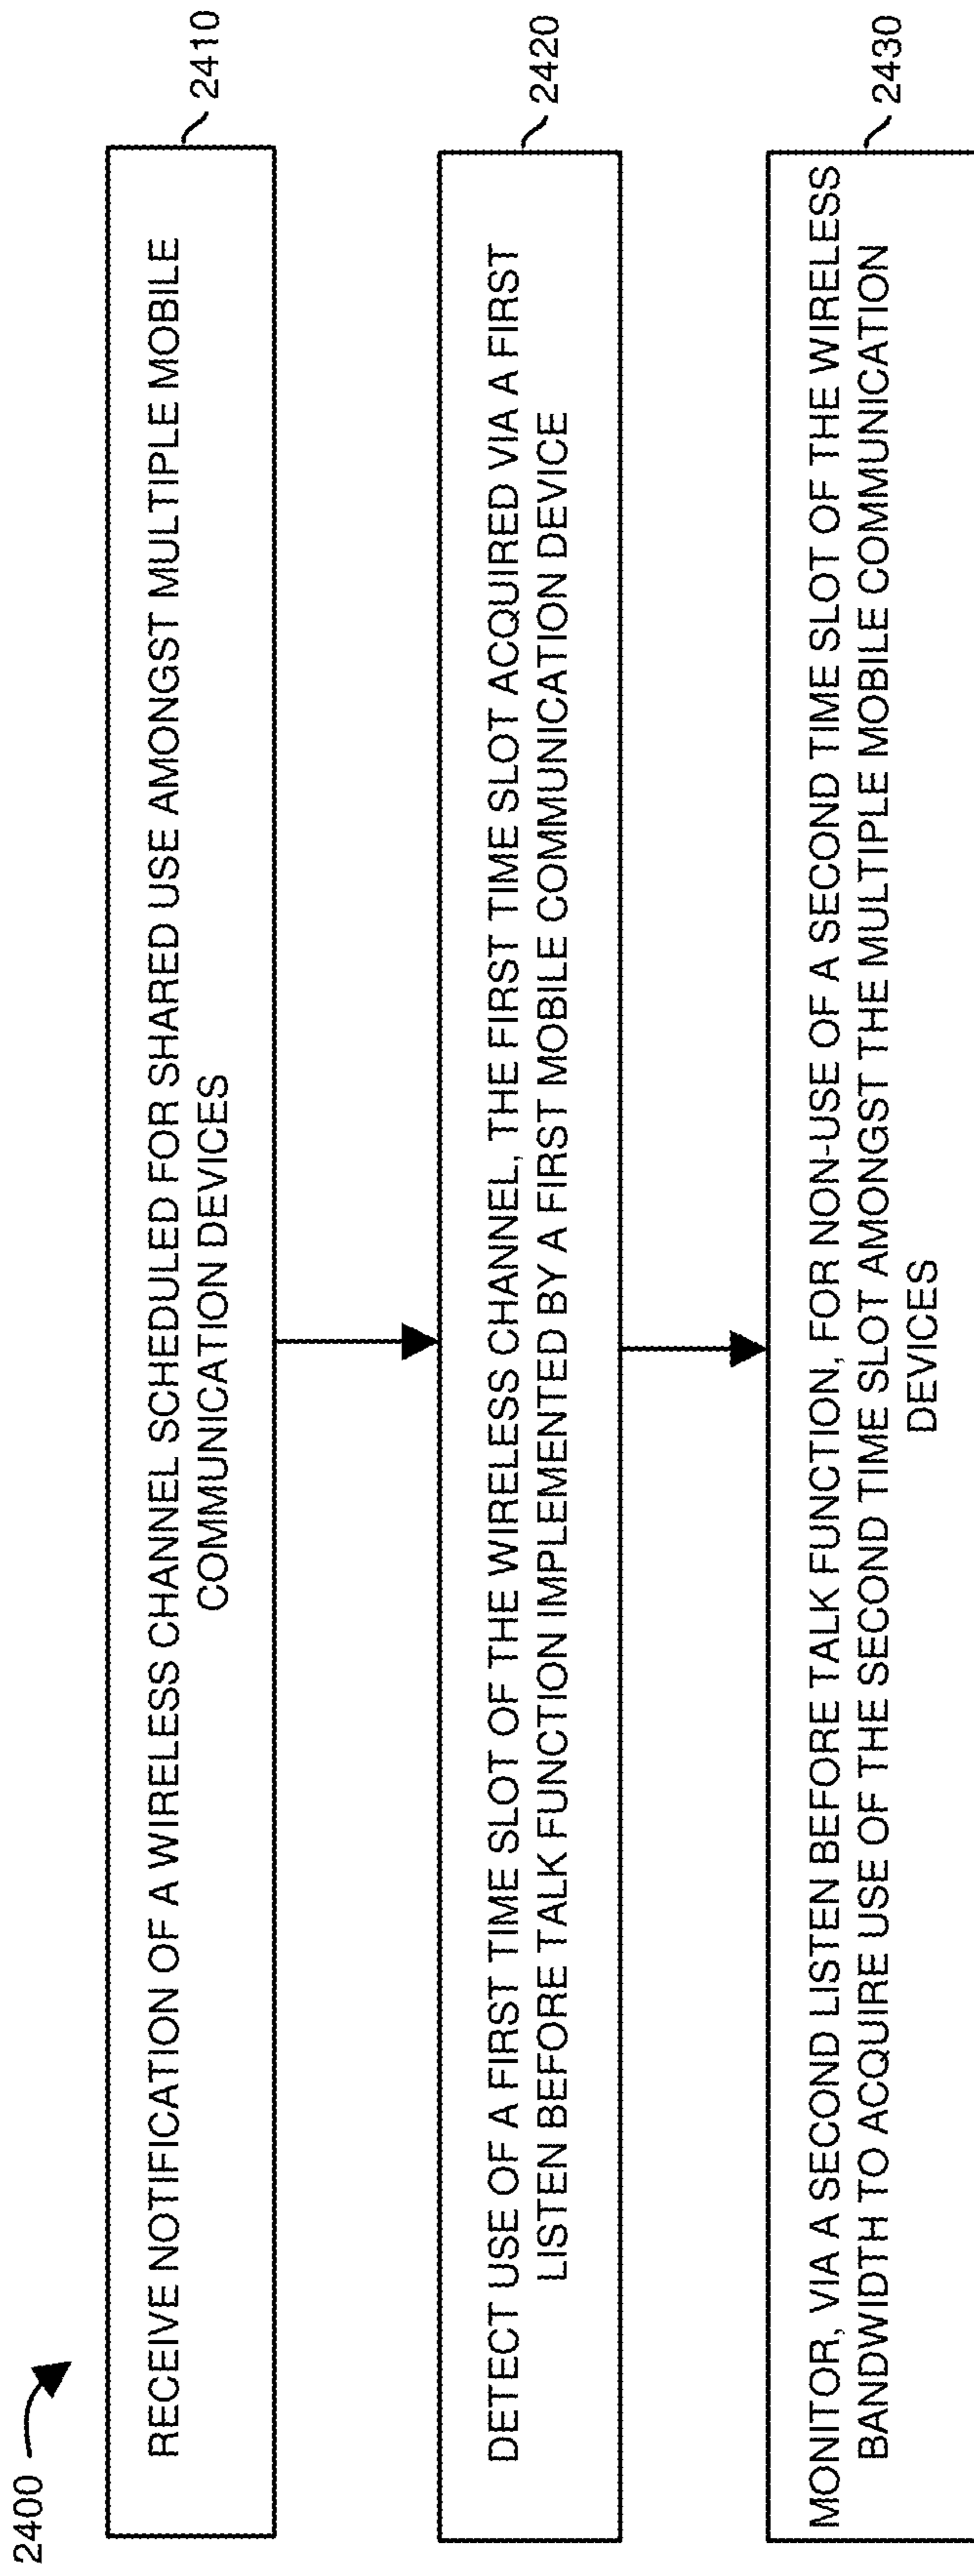 2400
RECEIVE NOTIFICATION OF A WIRELESS CHANNEL SCHEDULED FOR SHARED USE AMONGST MULTIPLE MOBILE
COMMUNICATION DEVICES
2410
DETECT USE OF A FIRST TIME SLOT OF THE WIRELESS CHANNEL, THE FIRST TIME SLOT ACQUIRED VIA A FIRST
LISTEN BEFORE TALK FUNCTION IMPLEMENTED BY A FIRST MOBILE COMMUNICATION DEVICE
2420
MONITOR, VIA A SECOND LISTEN BEFORE TALK FUNCTION, FOR NON-USE OF A SECOND TIME SLOT OF THE WIRELESS
BANDWIDTH TO ACQUIRE USE OF THE SECOND TIME SLOT AMONGST THE MULTIPLE MOBILE COMMUNICATION
DEVICES
2430